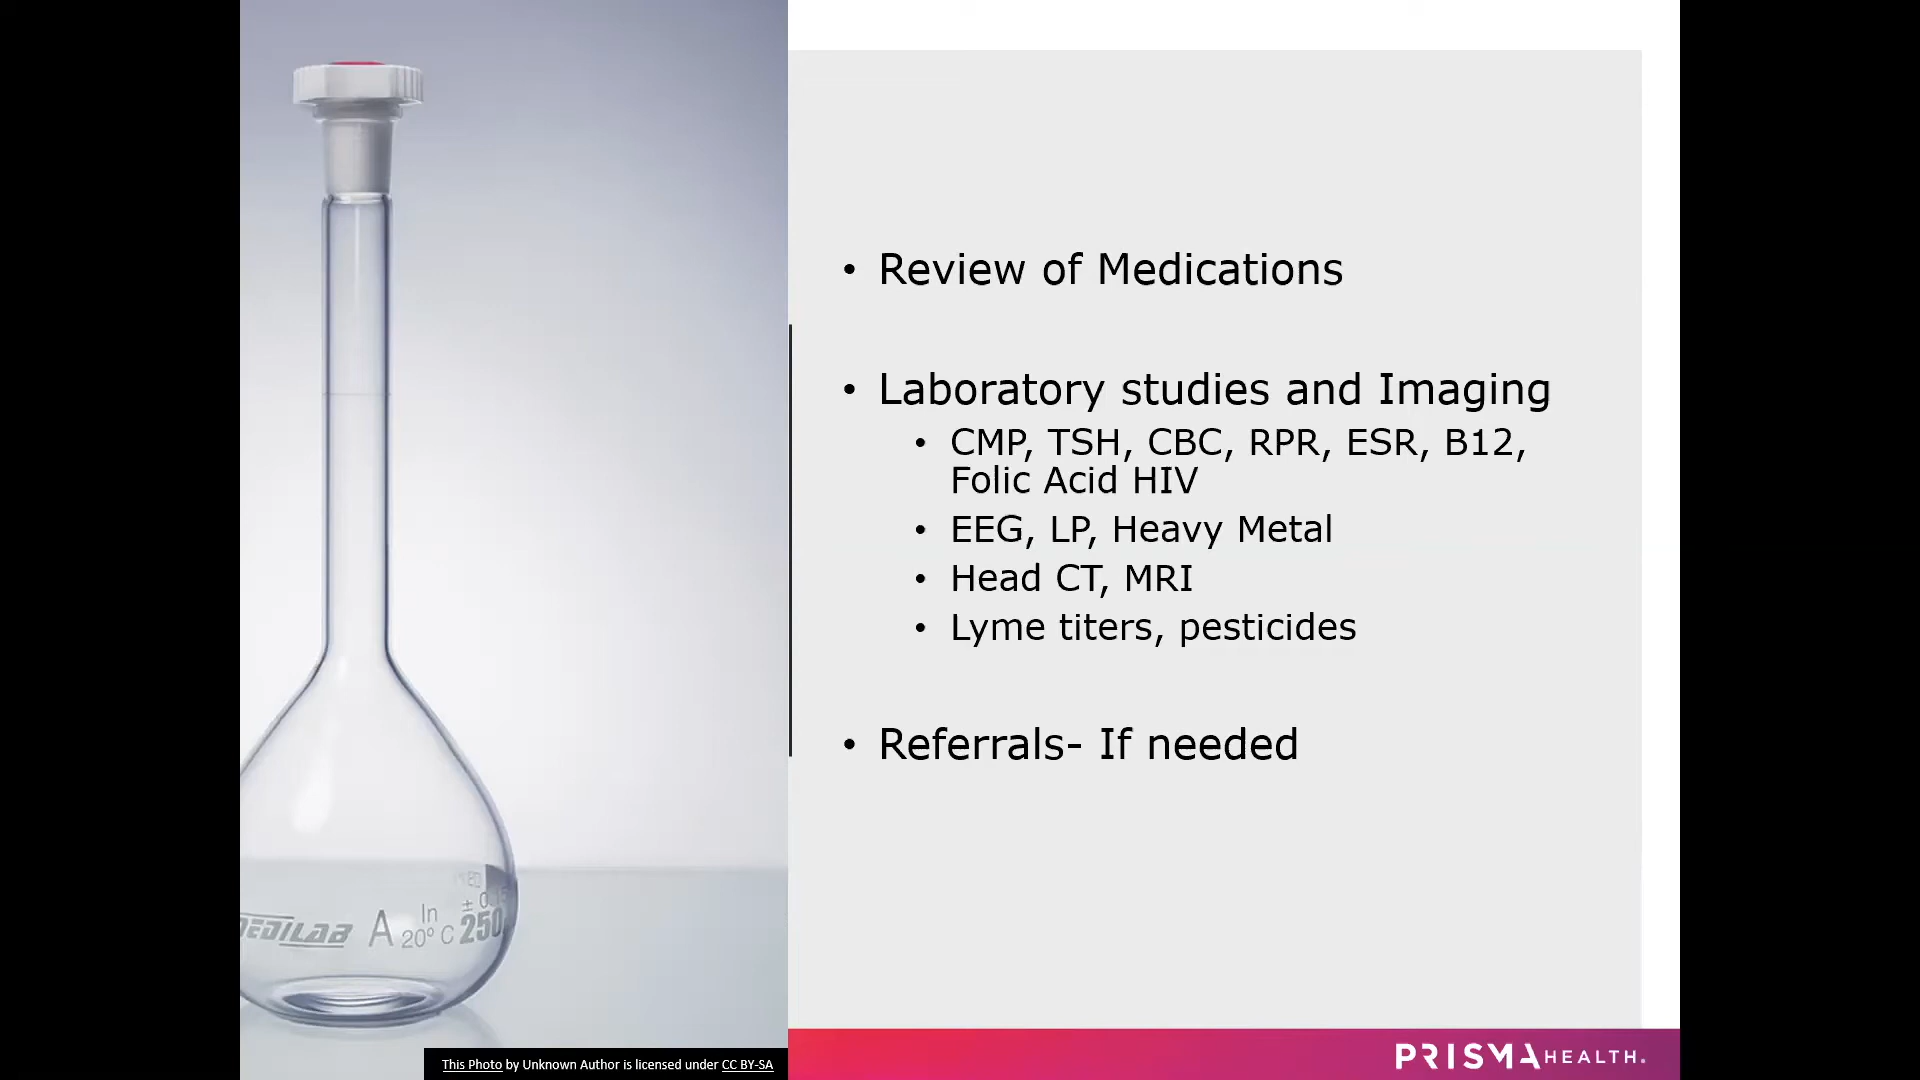 • Review of Medications
• Laboratory studies and Imaging
• CMP, TSH, CBC, RPR, ESR, B12,
Folic Acid HIV
• EEG, LP, Heavy Metal
• Head CT, MRI
• Lyme titers, pesticides
• Referrals- If needed
A
In
20° C
±
250
This Photo by Unknown Author is licensed under CC BY-SA
PRISMA HEALTH.